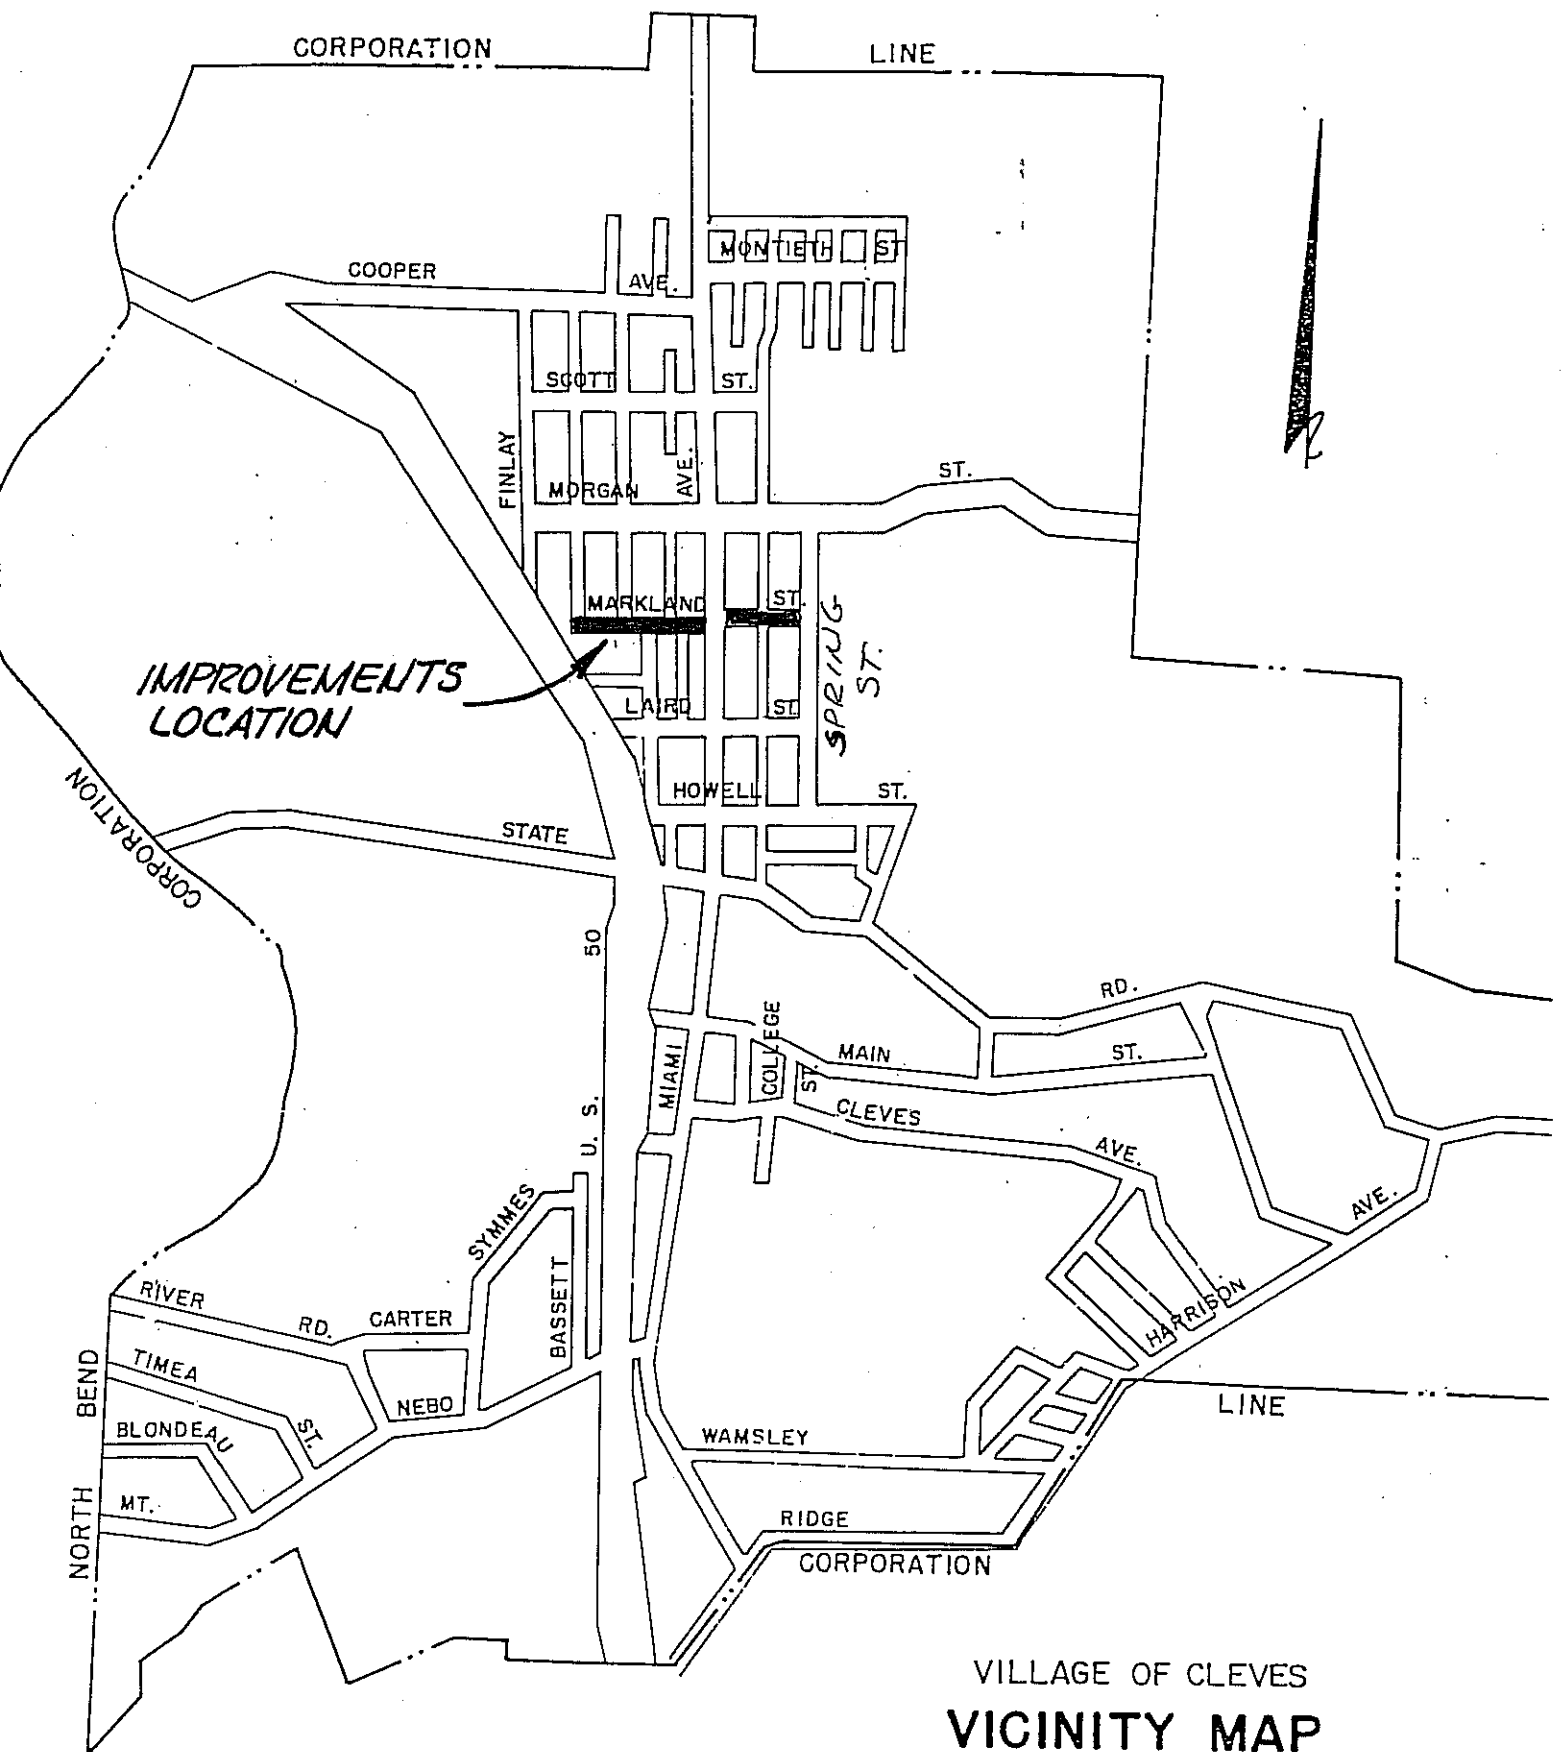 CORPORATION LINE
MONTIETH ST
COOPER AVE.
SCOTT ST.
FINLAY
AVE.
MORGAN ST.
MARKLAND ST.
SPRING
ST.
IMPROVEMENTS
LOCATION
LAIRD ST.
HOWELL ST.
CORPORATION
STATE RD.
U. S. 50
MIAMI
COLLEGE
ST.
MAIN ST.
CLEVES AVE.
SYMMES
BASSETT
HARRISON AVE.
RIVER RD.
CARTER
TIMEA ST.
NEBO
BLONDEAU
MT.
NORTH BEND
LINE
WAMSLEY
RIDGE
CORPORATION
VILLAGE OF CLEVES
VICINITY MAP